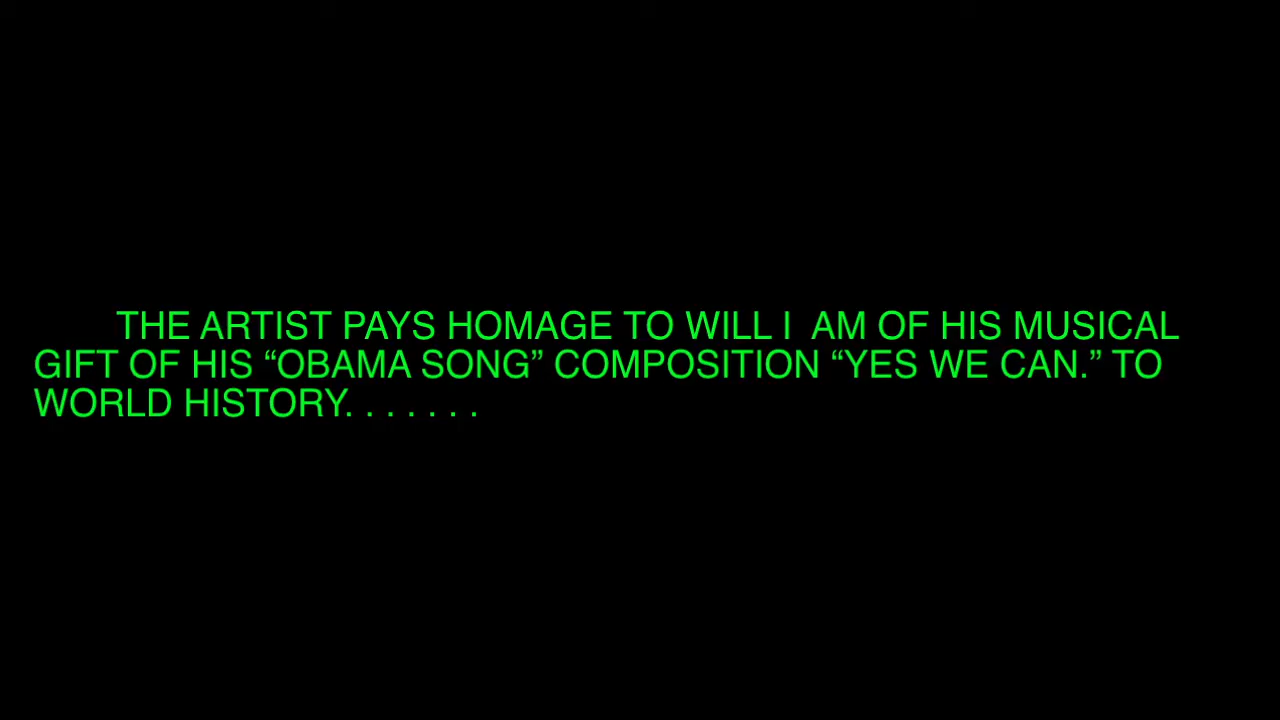 THE ARTIST PAYS HOMAGE TO WILL I  AM OF HIS MUSICAL
GIFT OF HIS “OBAMA SONG” COMPOSITION “YES WE CAN.” TO
WORLD HISTORY. . . . . . .